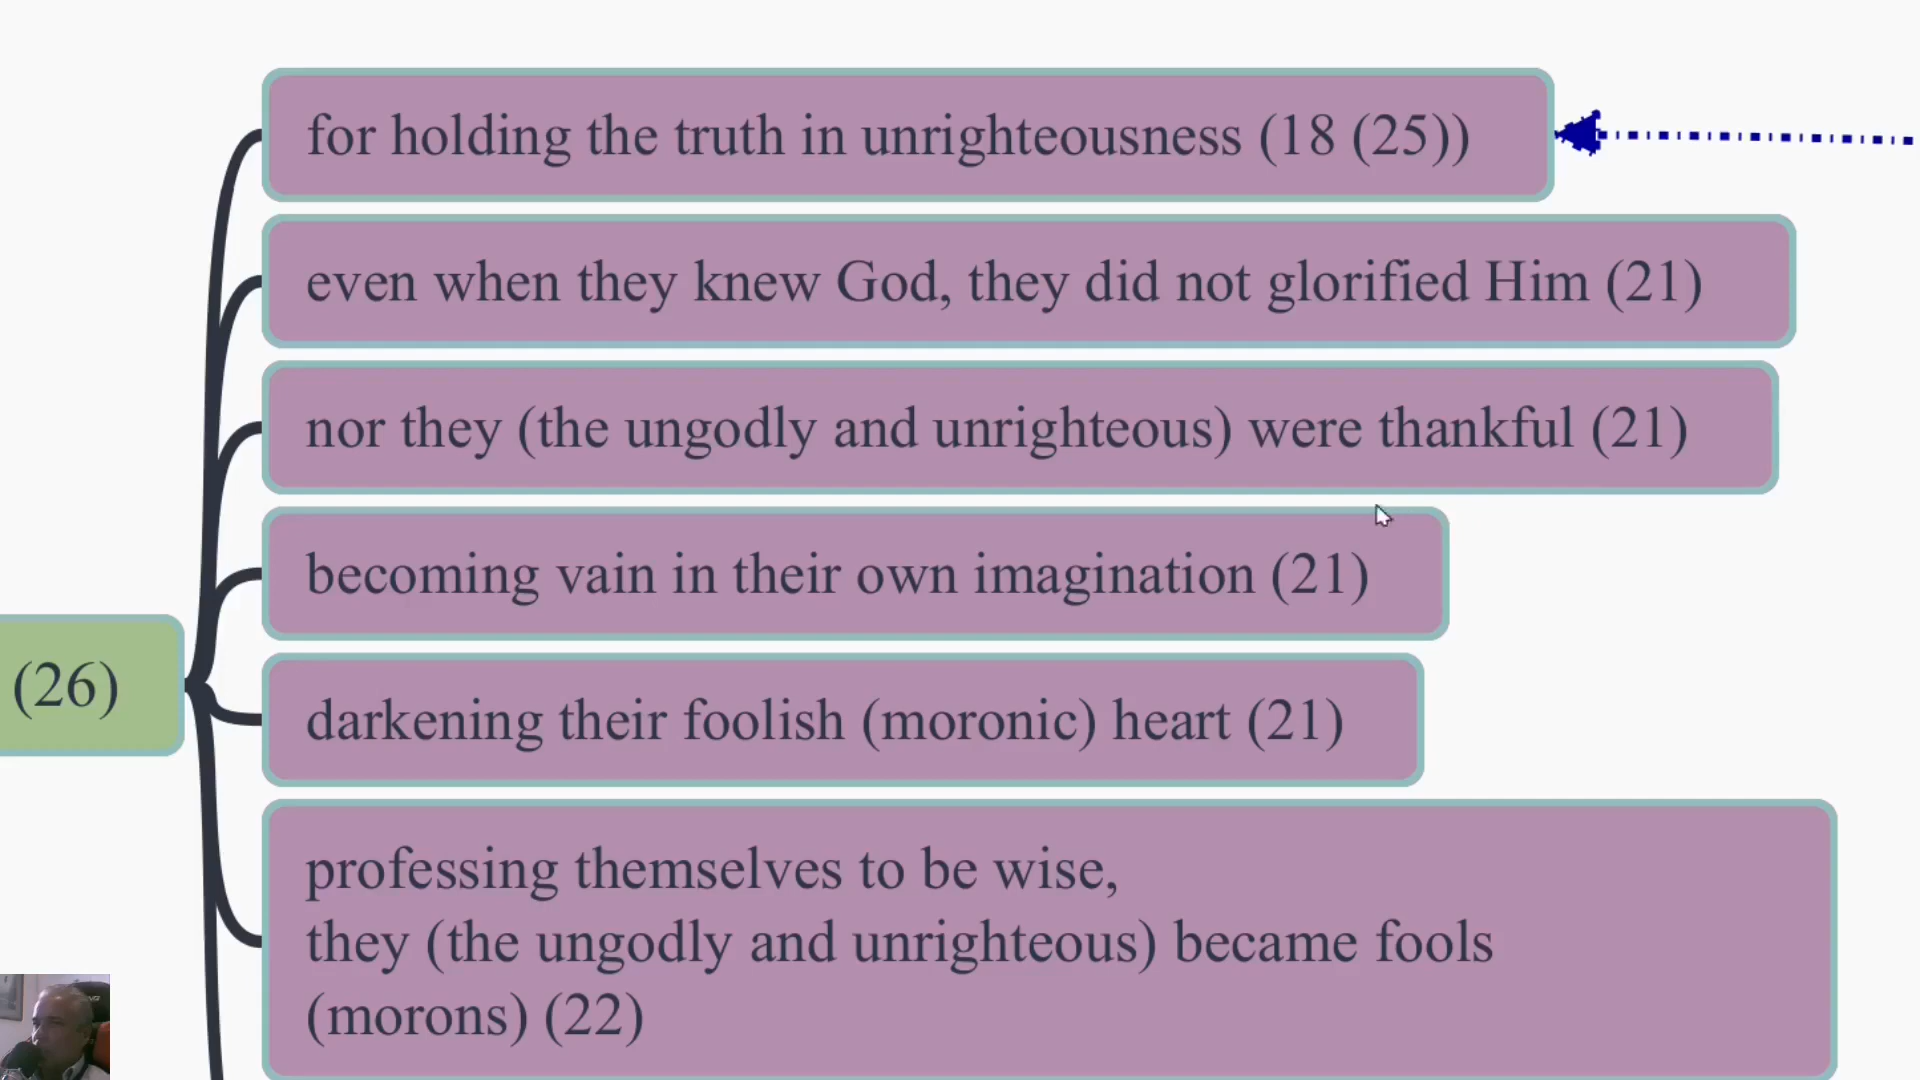 for holding the truth in unrighteousness (18 (25))
even when they knew God, they did not glorified Him (21)
nor they (the ungodly and unrighteous) were thankful (21)
becoming vain in their own imagination (21)
(26)
darkening their foolish (moronic) heart (21)
professing themselves to be wise,
they (the ungodly and unrighteous) became fools
(morons) (22)